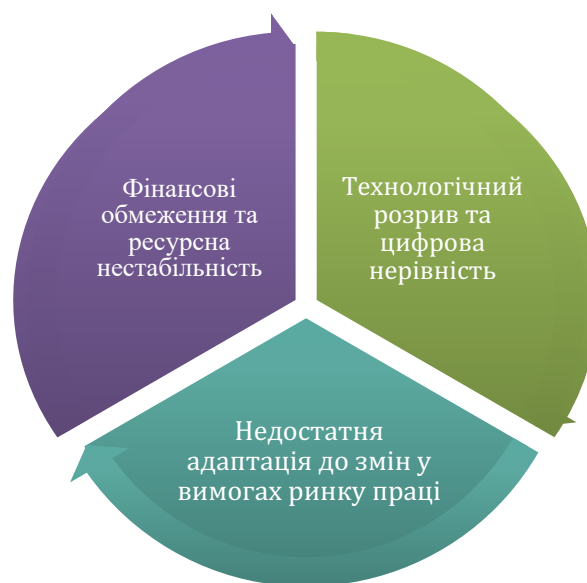 Фінансові
обмеження та
ресурсна
нестабільність
Технологічний
розрив та
цифрова
нерівність
Недостатня
адаптація до змін у
вимогах ринку праці